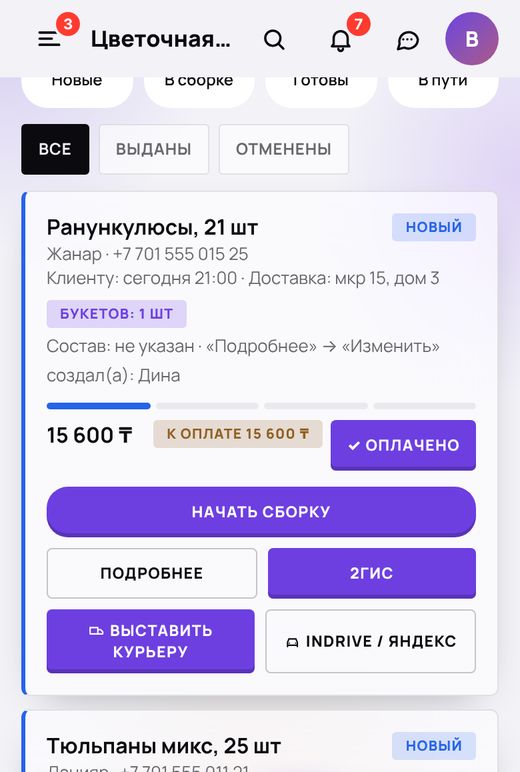 3
Цветочная...
7
B
Новые
В сборке
Готовы
В пути
ВСЕ
ВЫДАНЫ
ОТМЕНЕНЫ
Ранункулюсы, 21 шт
НОВЫЙ
Жанар · +7 701 555 015 25
Клиенту: сегодня 21:00 · Доставка: мкр 15, дом 3
БУКЕТОВ: 1 ШТ
Состав: не указан · «Подробнее» → «Изменить»
создал(а): Дина
15 600 ₸
К ОПЛАТЕ 15 600 ₸
✓ ОПЛАЧЕНО
НАЧАТЬ СБОРКУ
ПОДРОБНЕЕ
2ГИС
ВЫСТАВИТЬ
КУРЬЕРУ
INDRIVE / ЯНДЕКС
Тюльпаны микс, 25 шт
НОВЫЙ